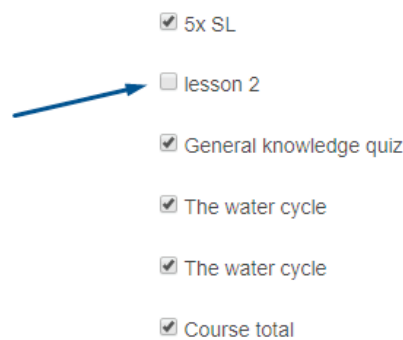 5x SL
lesson 2
General knowledge quiz
The water cycle
The water cycle
Course total